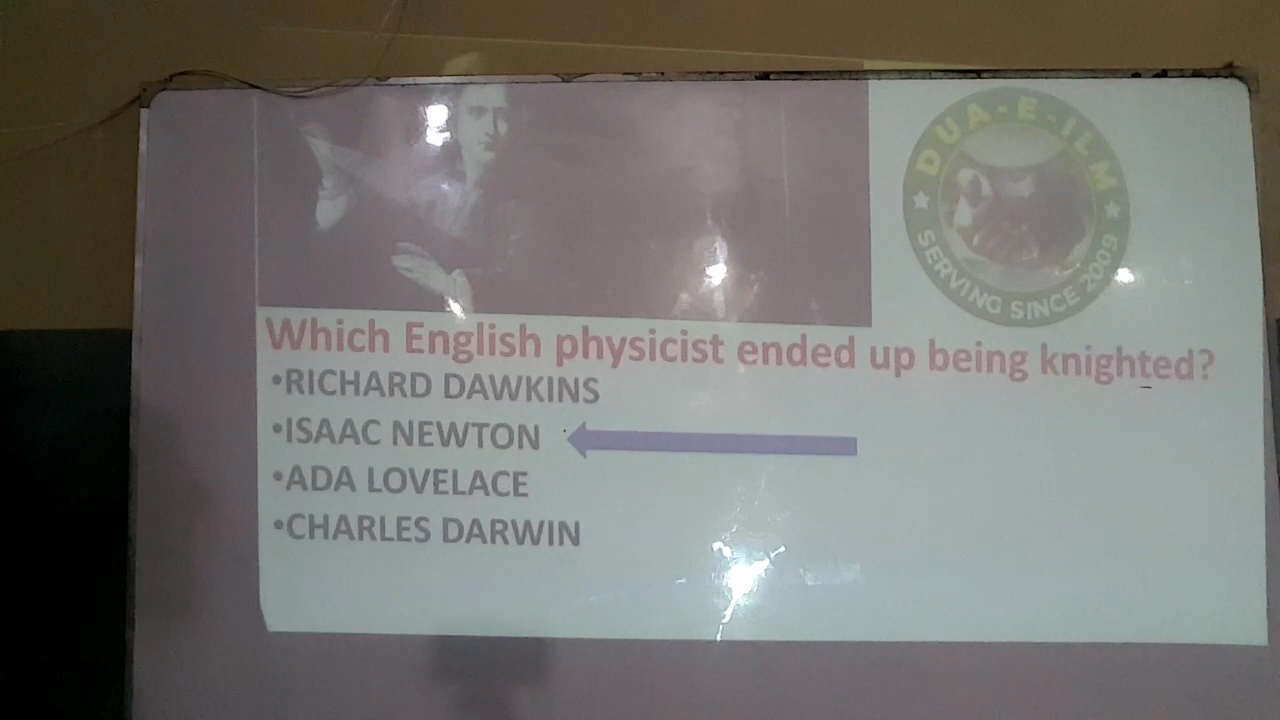 DUA-E-ILM
SERVING SINCE 2009
Which English physicist ended up being knighted?
•RICHARD DAWKINS
•ISAAC NEWTON
•ADA LOVELACE
•CHARLES DARWIN